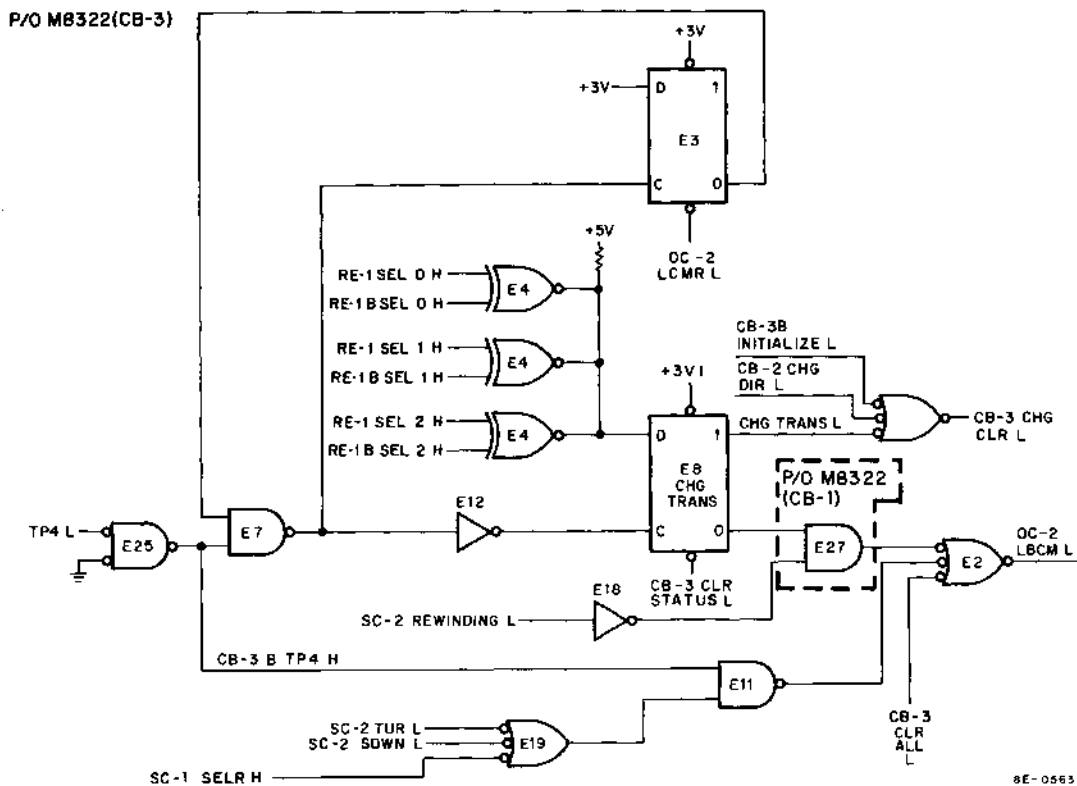 P/O M8322(CB-3)
+3V
+3V
D 1
E3
C 0
+5V
OC-2
LCMR L
RE-1 SEL 0 H
RE-1B SEL 0 H
E4
RE-1 SEL 1 H
RE-1B SEL 1 H
E4
RE-1 SEL 2 H
RE-1B SEL 2 H
E4
+3V1
D 1
E8
CHG
TRANS
C 0
CHG TRANS L
CB-3B
INITIALIZE L
CB-2 CHG
DIR L
CB-3 CHG
CLR L
P/O M8322
(CB-1)
TP4 L
E25
E7
E12
E27
E2
OC-2
LBCM L
CB-3 CLR
STATUS L
E18
SC-2 REWINDING L
CB-3 B TP4 H
E11
SC-2 TUR L
SC-2 SDWN L
SC-1 SELR H
E19
CB-3
CLR
ALL
L
8E-0563